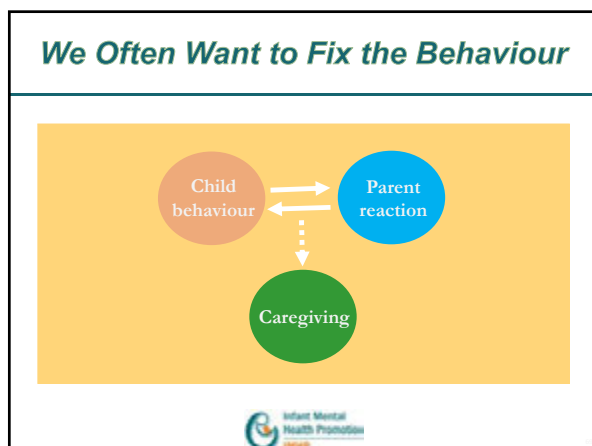 We Often Want to Fix the Behaviour
Child
behaviour
Parent
reaction
Caregiving
Infant Mental
Health Promotion